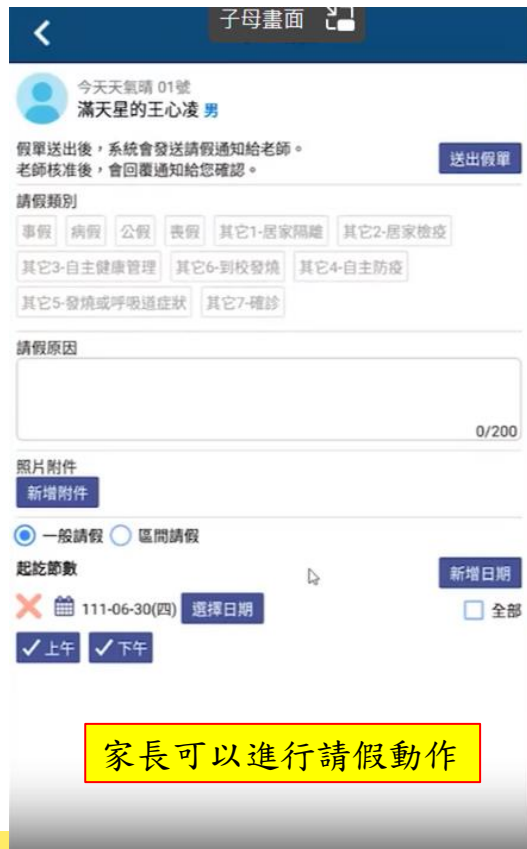 子母畫面
今天天氣晴 01號
滿天星的王心凌 男
假單送出後，系統會發送請假通知給老師。
老師核准後，會回覆通知給您確認。
送出假單
請假類別
事假 病假 公假 喪假 其它1-居家隔離 其它2-居家檢疫
其它3-自主健康管理 其它6-到校發燒 其它4-自主防疫
其它5-發燒或呼吸道症狀 其它7-確診
請假原因
0/200
照片附件
新增附件
一般請假 區間請假
起訖節數 新增日期
111-06-30(四) 選擇日期 全部
上午 下午
家長可以進行請假動作